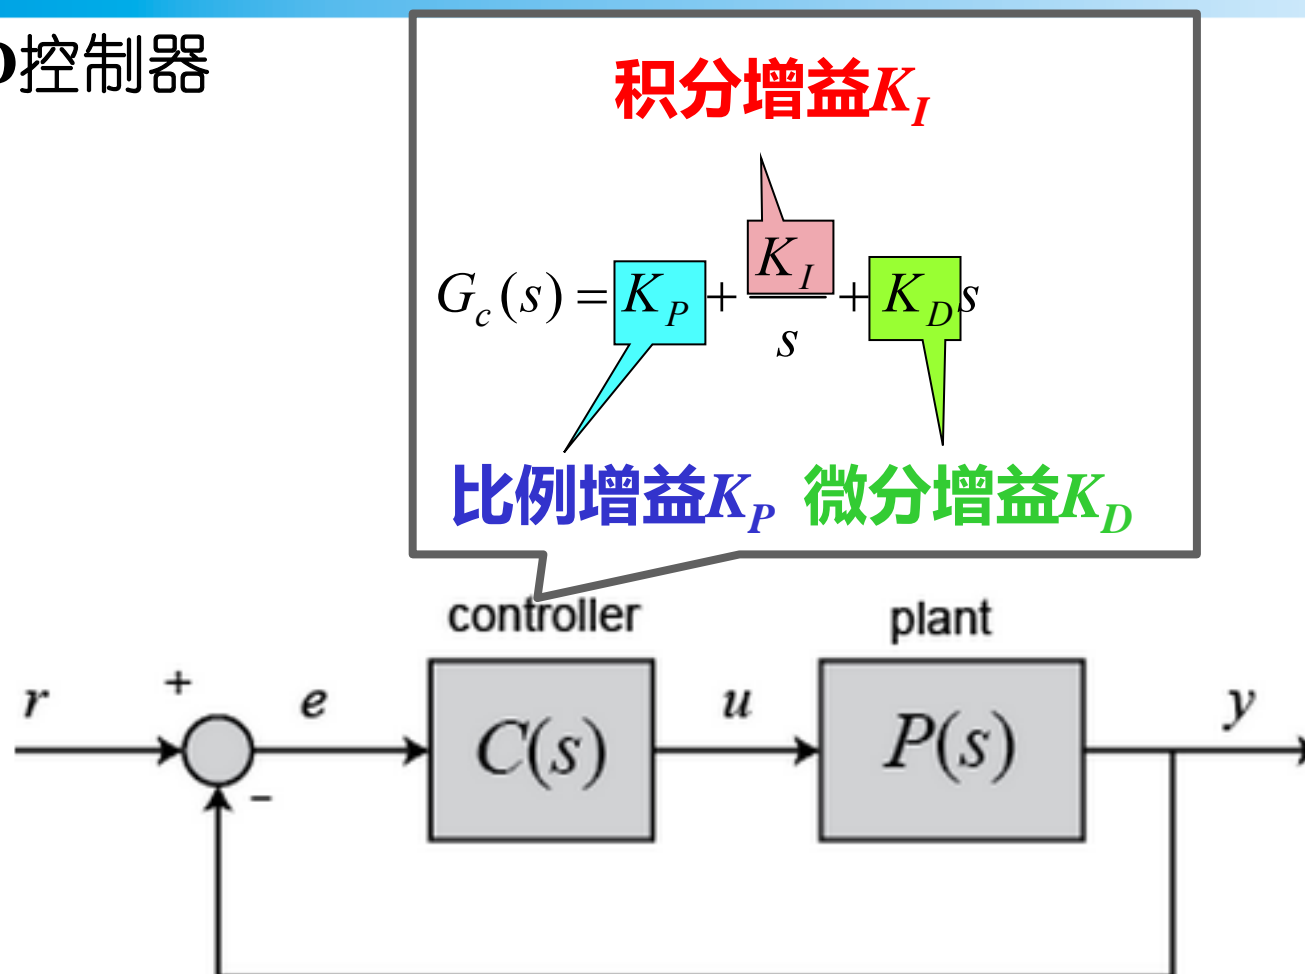 D控制器
积分增益K_I
G_c(s) = K_P + K_I/s + K_D s
比例增益K_P 微分增益K_D
controller plant
r + e C(s) u P(s) y
-